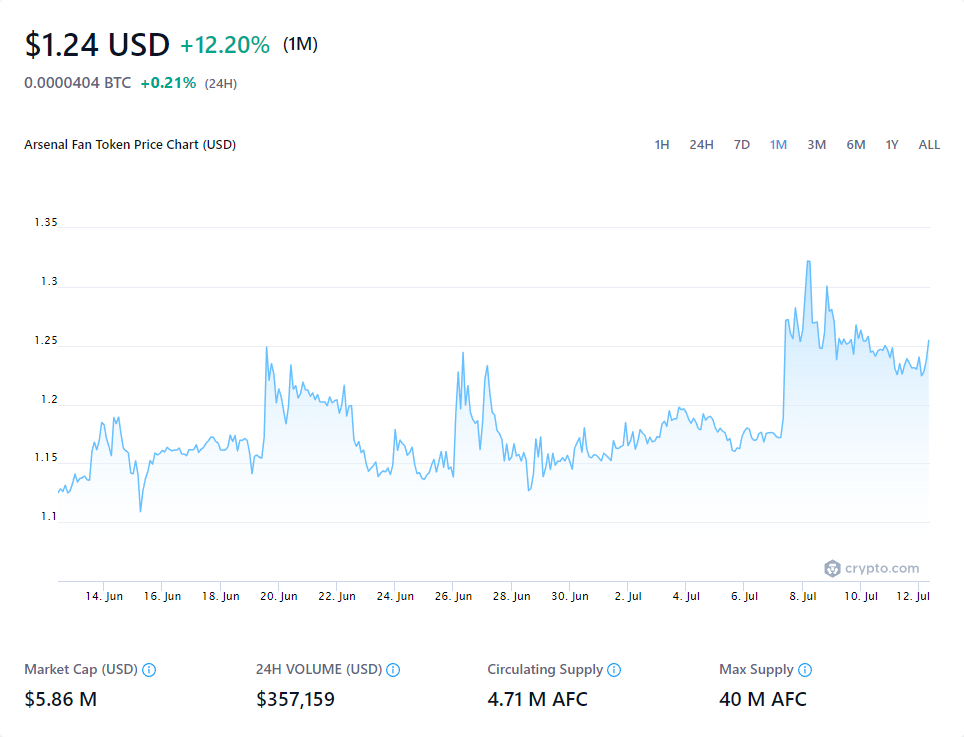 $1.24 USD +12.20% (1M)
0.0000404 BTC +0.21% (24H)
Arsenal Fan Token Price Chart (USD) 1H 24H 7D 1M 3M 6M 1Y ALL
1.35
1.3
1.25
1.2
1.15
1.1
crypto.com
14. Jun 16. Jun 18. Jun 20. Jun 22. Jun 24. Jun 26. Jun 28. Jun 30. Jun 2. Jul 4. Jul 6. Jul 8. Jul 10. Jul 12. Jul
Market Cap (USD) 24H VOLUME (USD) Circulating Supply Max Supply
$5.86 M $357,159 4.71 M AFC 40 M AFC